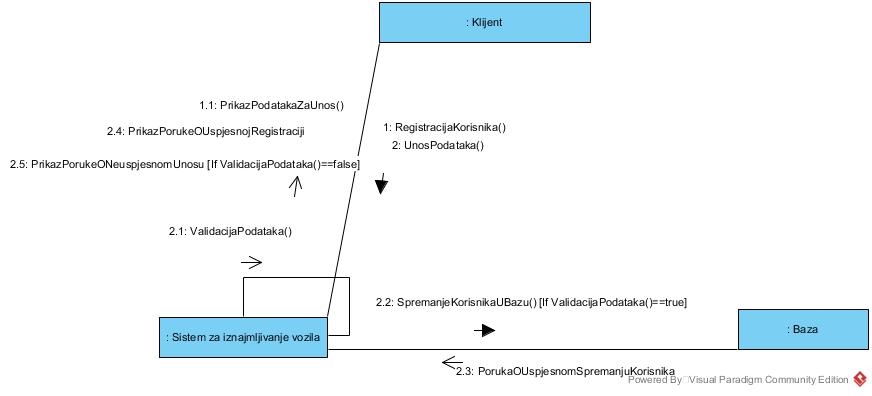 : Klijent
1.1: PrikazPodatakaZaUnos()
1: RegistracijaKorisnika()
2.4: PrikazPorukeOUspjesnojRegistraciji
2: UnosPodataka()
2.5: PrikazPorukeONeuspjesnomUnosu [If ValidacijaPodataka()==false]
2.1: ValidacijaPodataka()
2.2: SpremanjeKorisnikaUBazu() [If ValidacijaPodataka()==true]
: Sistem za iznajmljivanje vozila
: Baza
2.3: PorukaOUspjesnomSpremanjuKorisnika
Powered By Visual Paradigm Community Edition